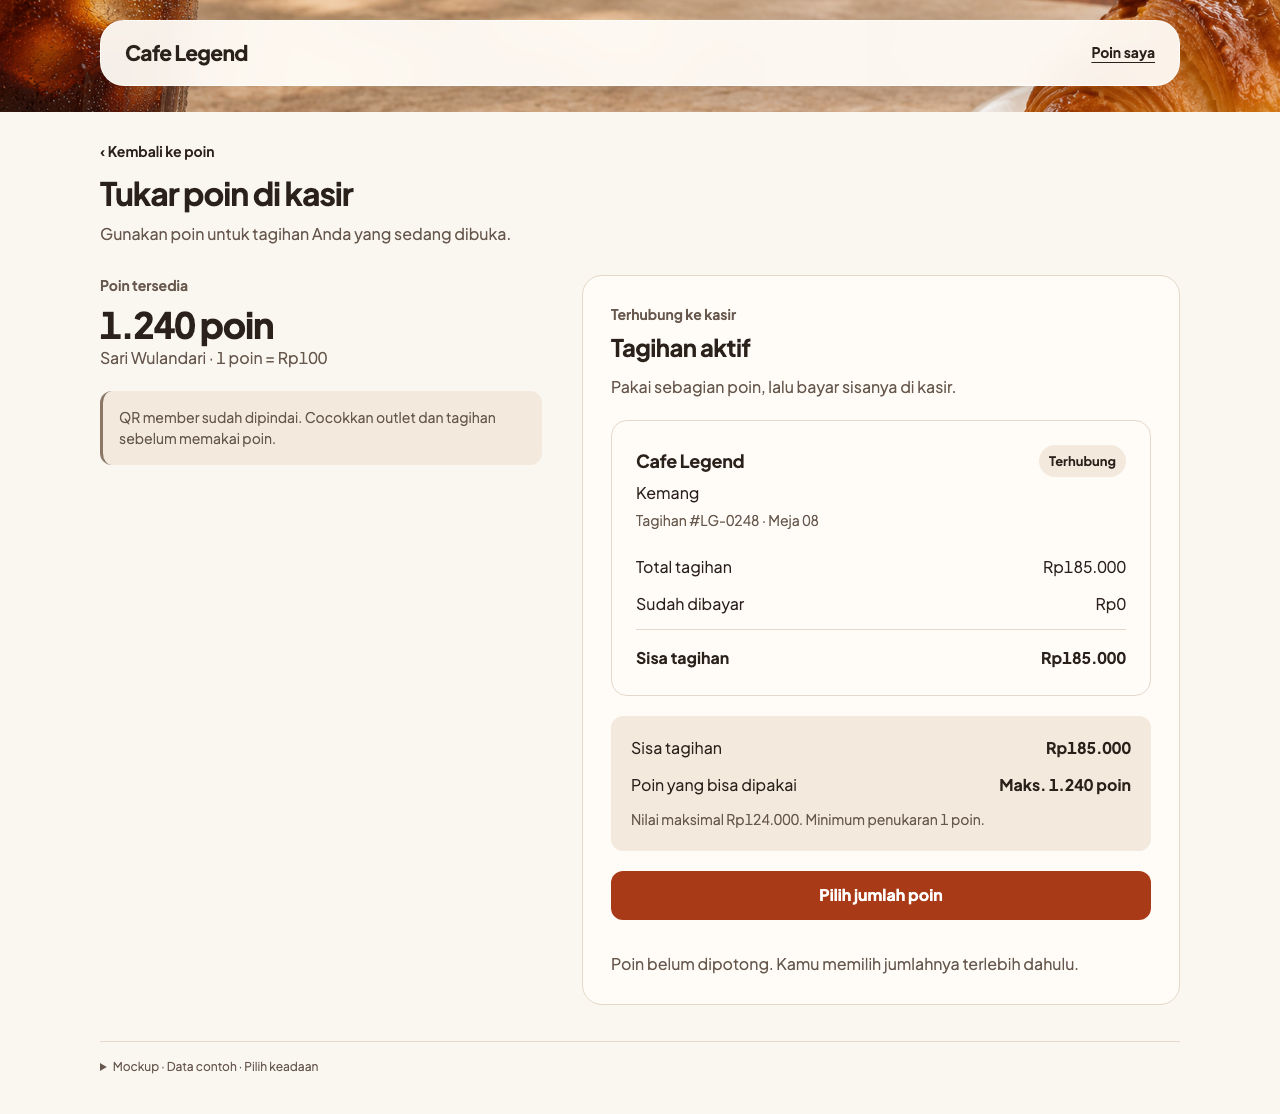 Cafe Legend
Poin saya
‹ Kembali ke poin
Tukar poin di kasir
Gunakan poin untuk tagihan Anda yang sedang dibuka.
Poin tersedia
1.240 poin
Sari Wulandari · 1 poin = Rp100
QR member sudah dipindai. Cocokkan outlet dan tagihan
sebelum memakai poin.
Terhubung ke kasir
Tagihan aktif
Pakai sebagian poin, lalu bayar sisanya di kasir.
Cafe Legend
Terhubung
Kemang
Tagihan #LG-0248 · Meja 08
Total tagihan Rp185.000
Sudah dibayar Rp0
Sisa tagihan Rp185.000
Sisa tagihan Rp185.000
Poin yang bisa dipakai Maks. 1.240 poin
Nilai maksimal Rp124.000. Minimum penukaran 1 poin.
Pilih jumlah poin
Poin belum dipotong. Kamu memilih jumlahnya terlebih dahulu.
▶ Mockup · Data contoh · Pilih keadaan